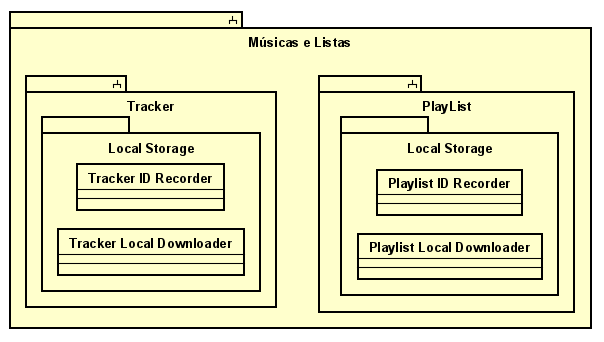 Músicas e Listas
Tracker
Local Storage
Tracker ID Recorder
Tracker Local Downloader
PlayList
Local Storage
Playlist ID Recorder
Playlist Local Downloader